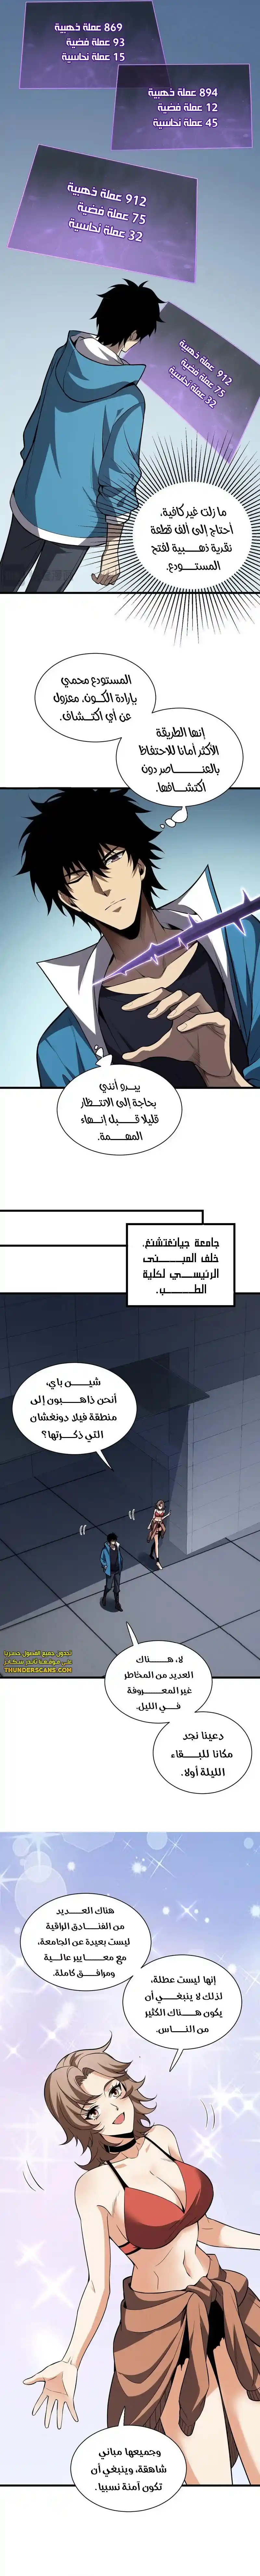 869 عملة ذهبية
93 عملة فضية
15 عملة نحاسية
894 عملة ذهبية
12 عملة فضية
45 عملة نحاسية
912 عملة ذهبية
75 عملة فضية
32 عملة نحاسية
912 عملة ذهبية
75 عملة فضية
32 عملة نحاسية
ما زلت غير كافية،
أحتاج إلى ألف قطعة
نقدية ذهبية لفتح
المستودع.
المستودع محمي
بإرادة الكون، معزول
عن أي اكتشاف.
إنها الطريقة
الأكثر أمانا للاحتفاظ
بالعناصر دون
اكتشافها.
يبدو أنني
بحاجة إلى الانتظار
قليلا قبل إنهاء
المهمة.
جامعة جيانغتشنغ،
خلف المبنى
الرئيسي لكلية
الطب.
شين باي،
أنحن ذاهبون إلى
منطقة فيلا دونغشان
التي ذكرتها؟
لا، هناك
العديد من المخاطر
غير المعروفة
في الليل.
دعينا نجد
مكانا للبقاء
الليلة أولا.
THUNDERSCANS.COM
هناك العديد
من الفنادق الراقية
ليست بعيدة عن الجامعة،
مع معايير عالية
ومرافق كاملة.
إنها ليست عطلة،
لذلك لا ينبغي أن
يكون هناك الكثير
من الناس.
وجميعها مباني
شاهقة، وينبغي أن
تكون آمنة نسبيا.